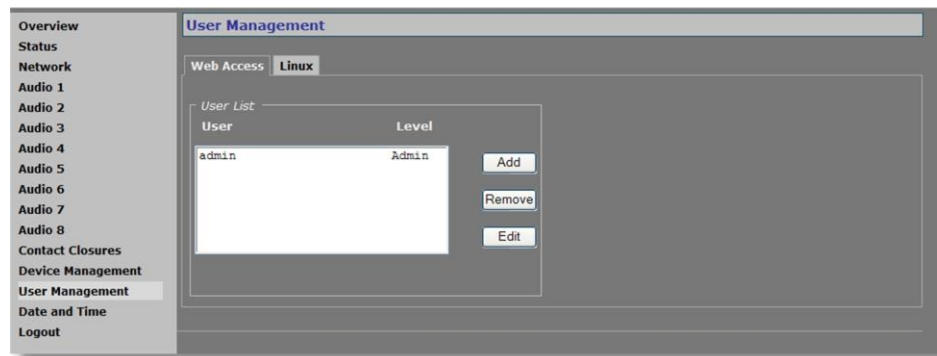 Overview
Status
Network
Audio 1
Audio 2
Audio 3
Audio 4
Audio 5
Audio 6
Audio 7
Audio 8
Contact Closures
Device Management
User Management
Date and Time
Logout
User Management
Web Access Linux
User List
User Level
admin Admin
Add
Remove
Edit